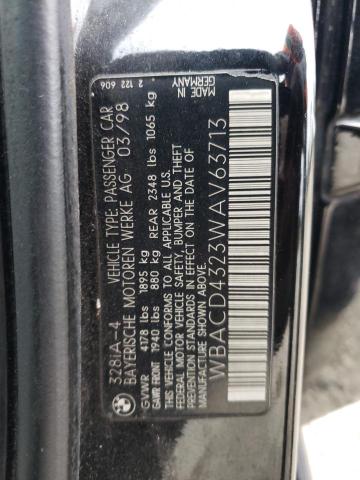 328iA-4 VEHICLE TYPE: PASSENGER CAR
BAYERISCHE MOTOREN WERKE AG 03/98
GVWR 4178 lbs 1895 kg
GAWR FRONT 1940 lbs 880 kg REAR 2348 lbs 1065 kg
THIS VEHICLE CONFORMS TO ALL APPLICABLE U.S.
FEDERAL MOTOR VEHICLE SAFETY, BUMPER AND THEFT
PREVENTION STANDARDS IN EFFECT ON THE DATE OF
MANUFACTURE SHOWN ABOVE.
WBACD4323WAV63713
2 122 606
MADE IN
GERMANY